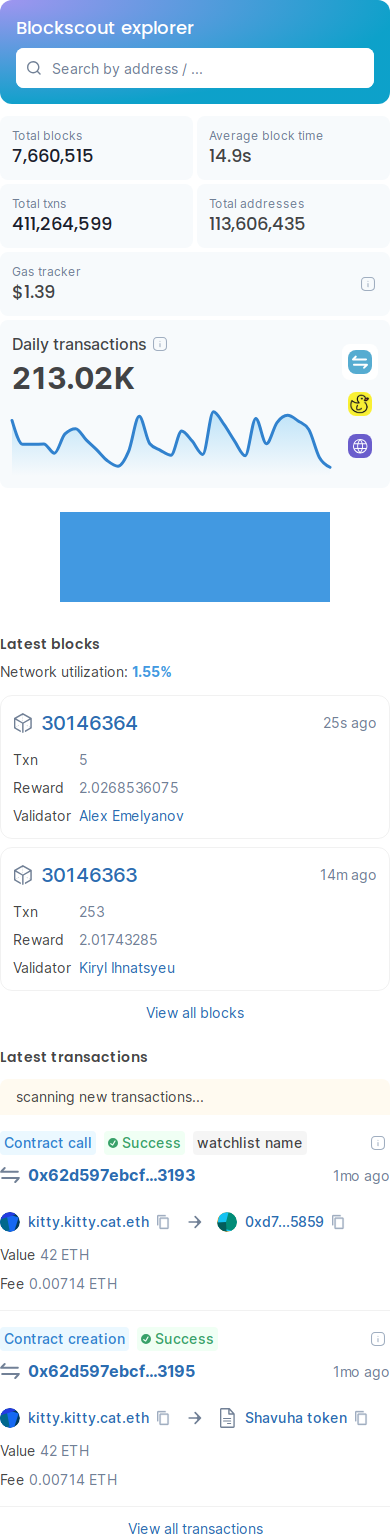 Blockscout explorer
Search by address / ...
Total blocks
7,660,515
Average block time
14.9s
Total txns
411,264,599
Total addresses
113,606,435
Gas tracker
$1.39
Daily transactions
213.02K
Latest blocks
Network utilization: 1.55%
30146364 25s ago
Txn 5
Reward 2.0268536075
Validator Alex Emelyanov
30146363 14m ago
Txn 253
Reward 2.01743285
Validator Kiryl Ihnatsyeu
View all blocks
Latest transactions
scanning new transactions...
Contract call Success watchlist name
0x62d597ebcf...3193 1mo ago
kitty.kitty.cat.eth 0xd7...5859
Value 42 ETH
Fee 0.00714 ETH
Contract creation Success
0x62d597ebcf...3195 1mo ago
kitty.kitty.cat.eth Shavuha token
Value 42 ETH
Fee 0.00714 ETH
View all transactions